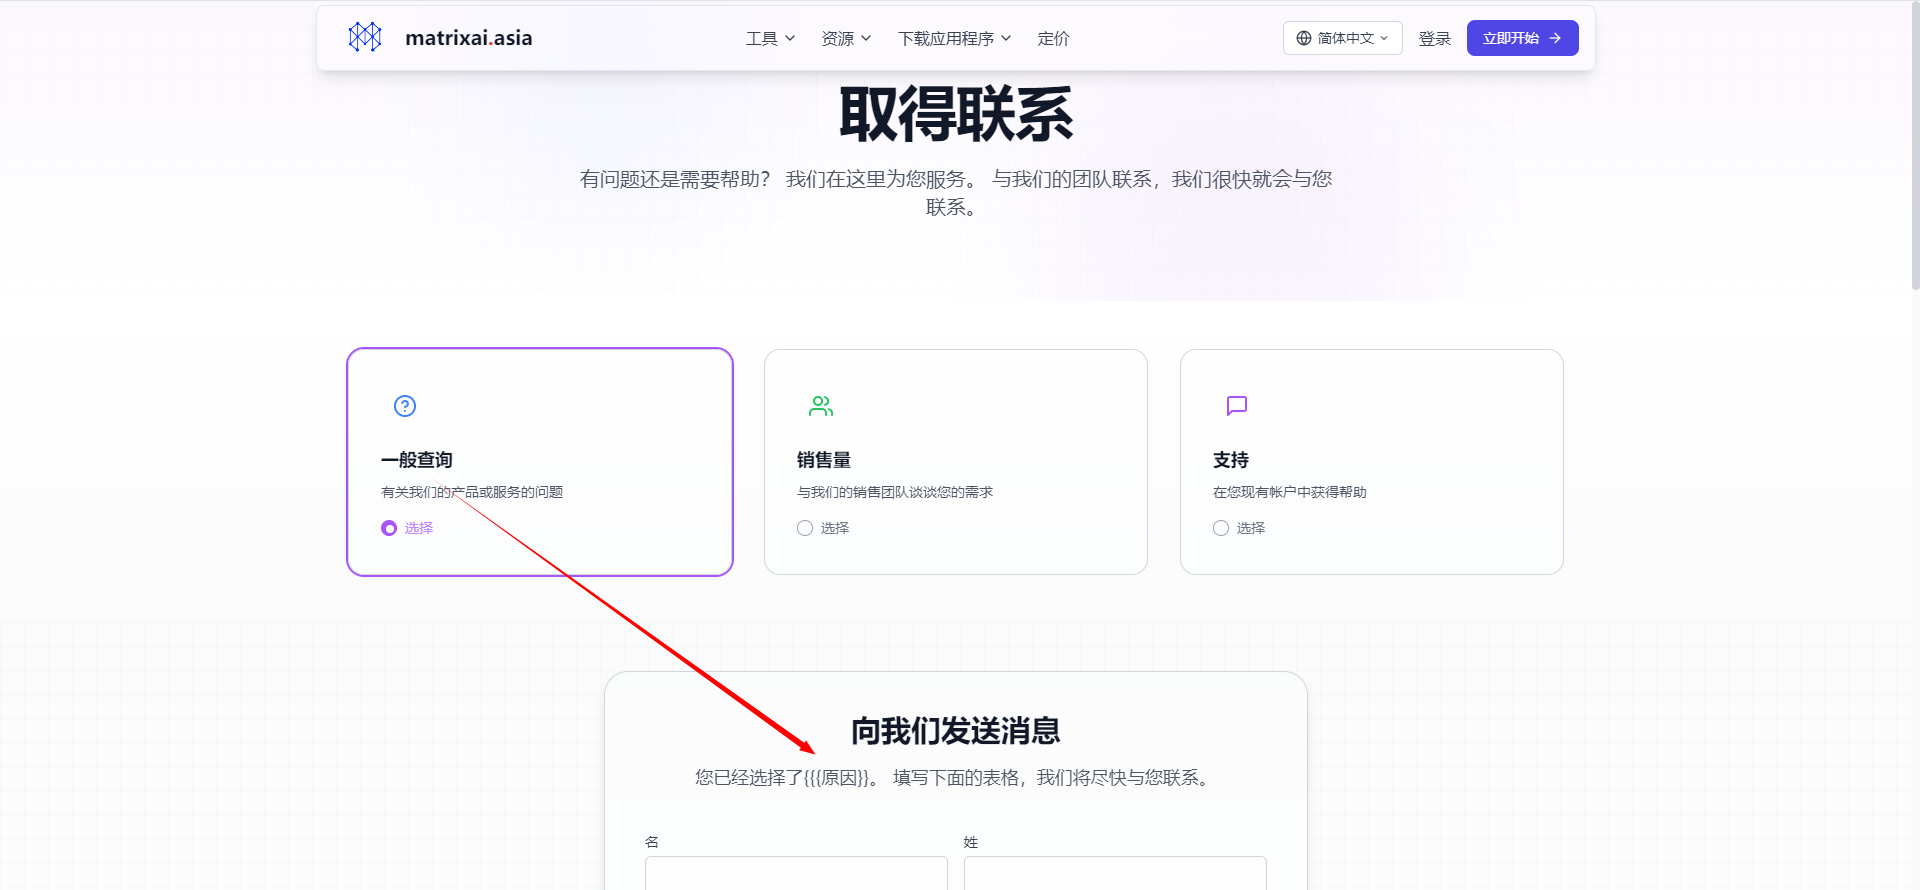 matrixai.asia
工具
资源
下载应用程序
定价
简体中文
登录
立即开始
取得联系
有问题还是需要帮助？ 我们在这里为您服务。 与我们的团队联系，我们很快就会与您
联系。
一般查询
有关我们的产品或服务的问题
选择
销售量
与我们的销售团队谈谈您的需求
选择
支持
在您现有帐户中获得帮助
选择
向我们发送消息
您已经选择了{{{原因}}。 填写下面的表格，我们将尽快与您联系。
名
姓